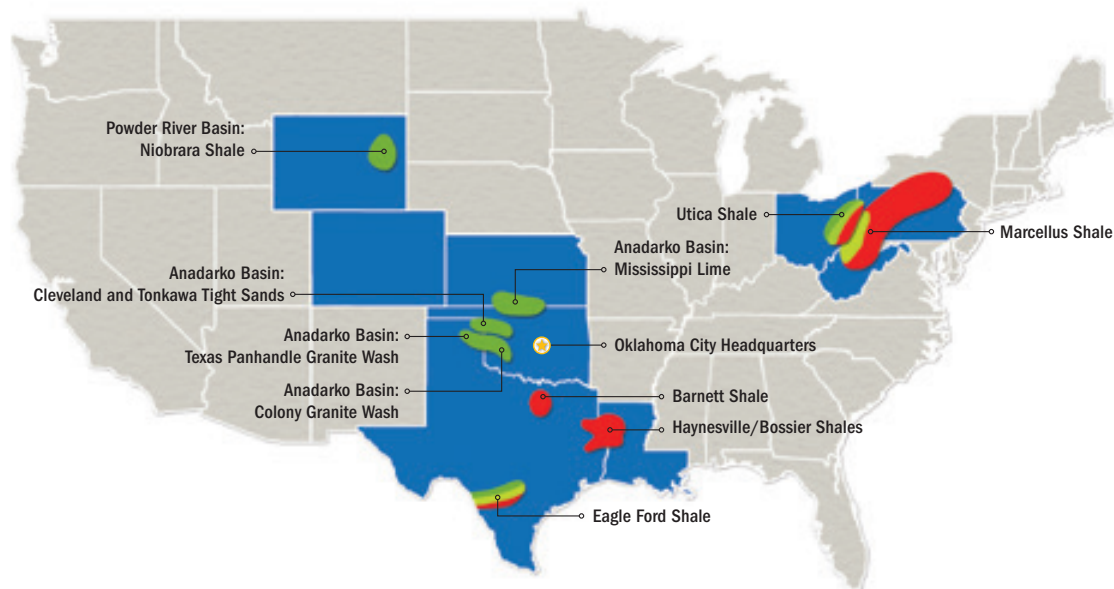 Powder River Basin:
Niobrara Shale
Utica Shale
Marcellus Shale
Anadarko Basin:
Mississippi Lime
Anadarko Basin:
Cleveland and Tonkawa Tight Sands
Anadarko Basin:
Texas Panhandle Granite Wash
Oklahoma City Headquarters
Anadarko Basin:
Colony Granite Wash
Barnett Shale
Haynesville/Bossier Shales
Eagle Ford Shale